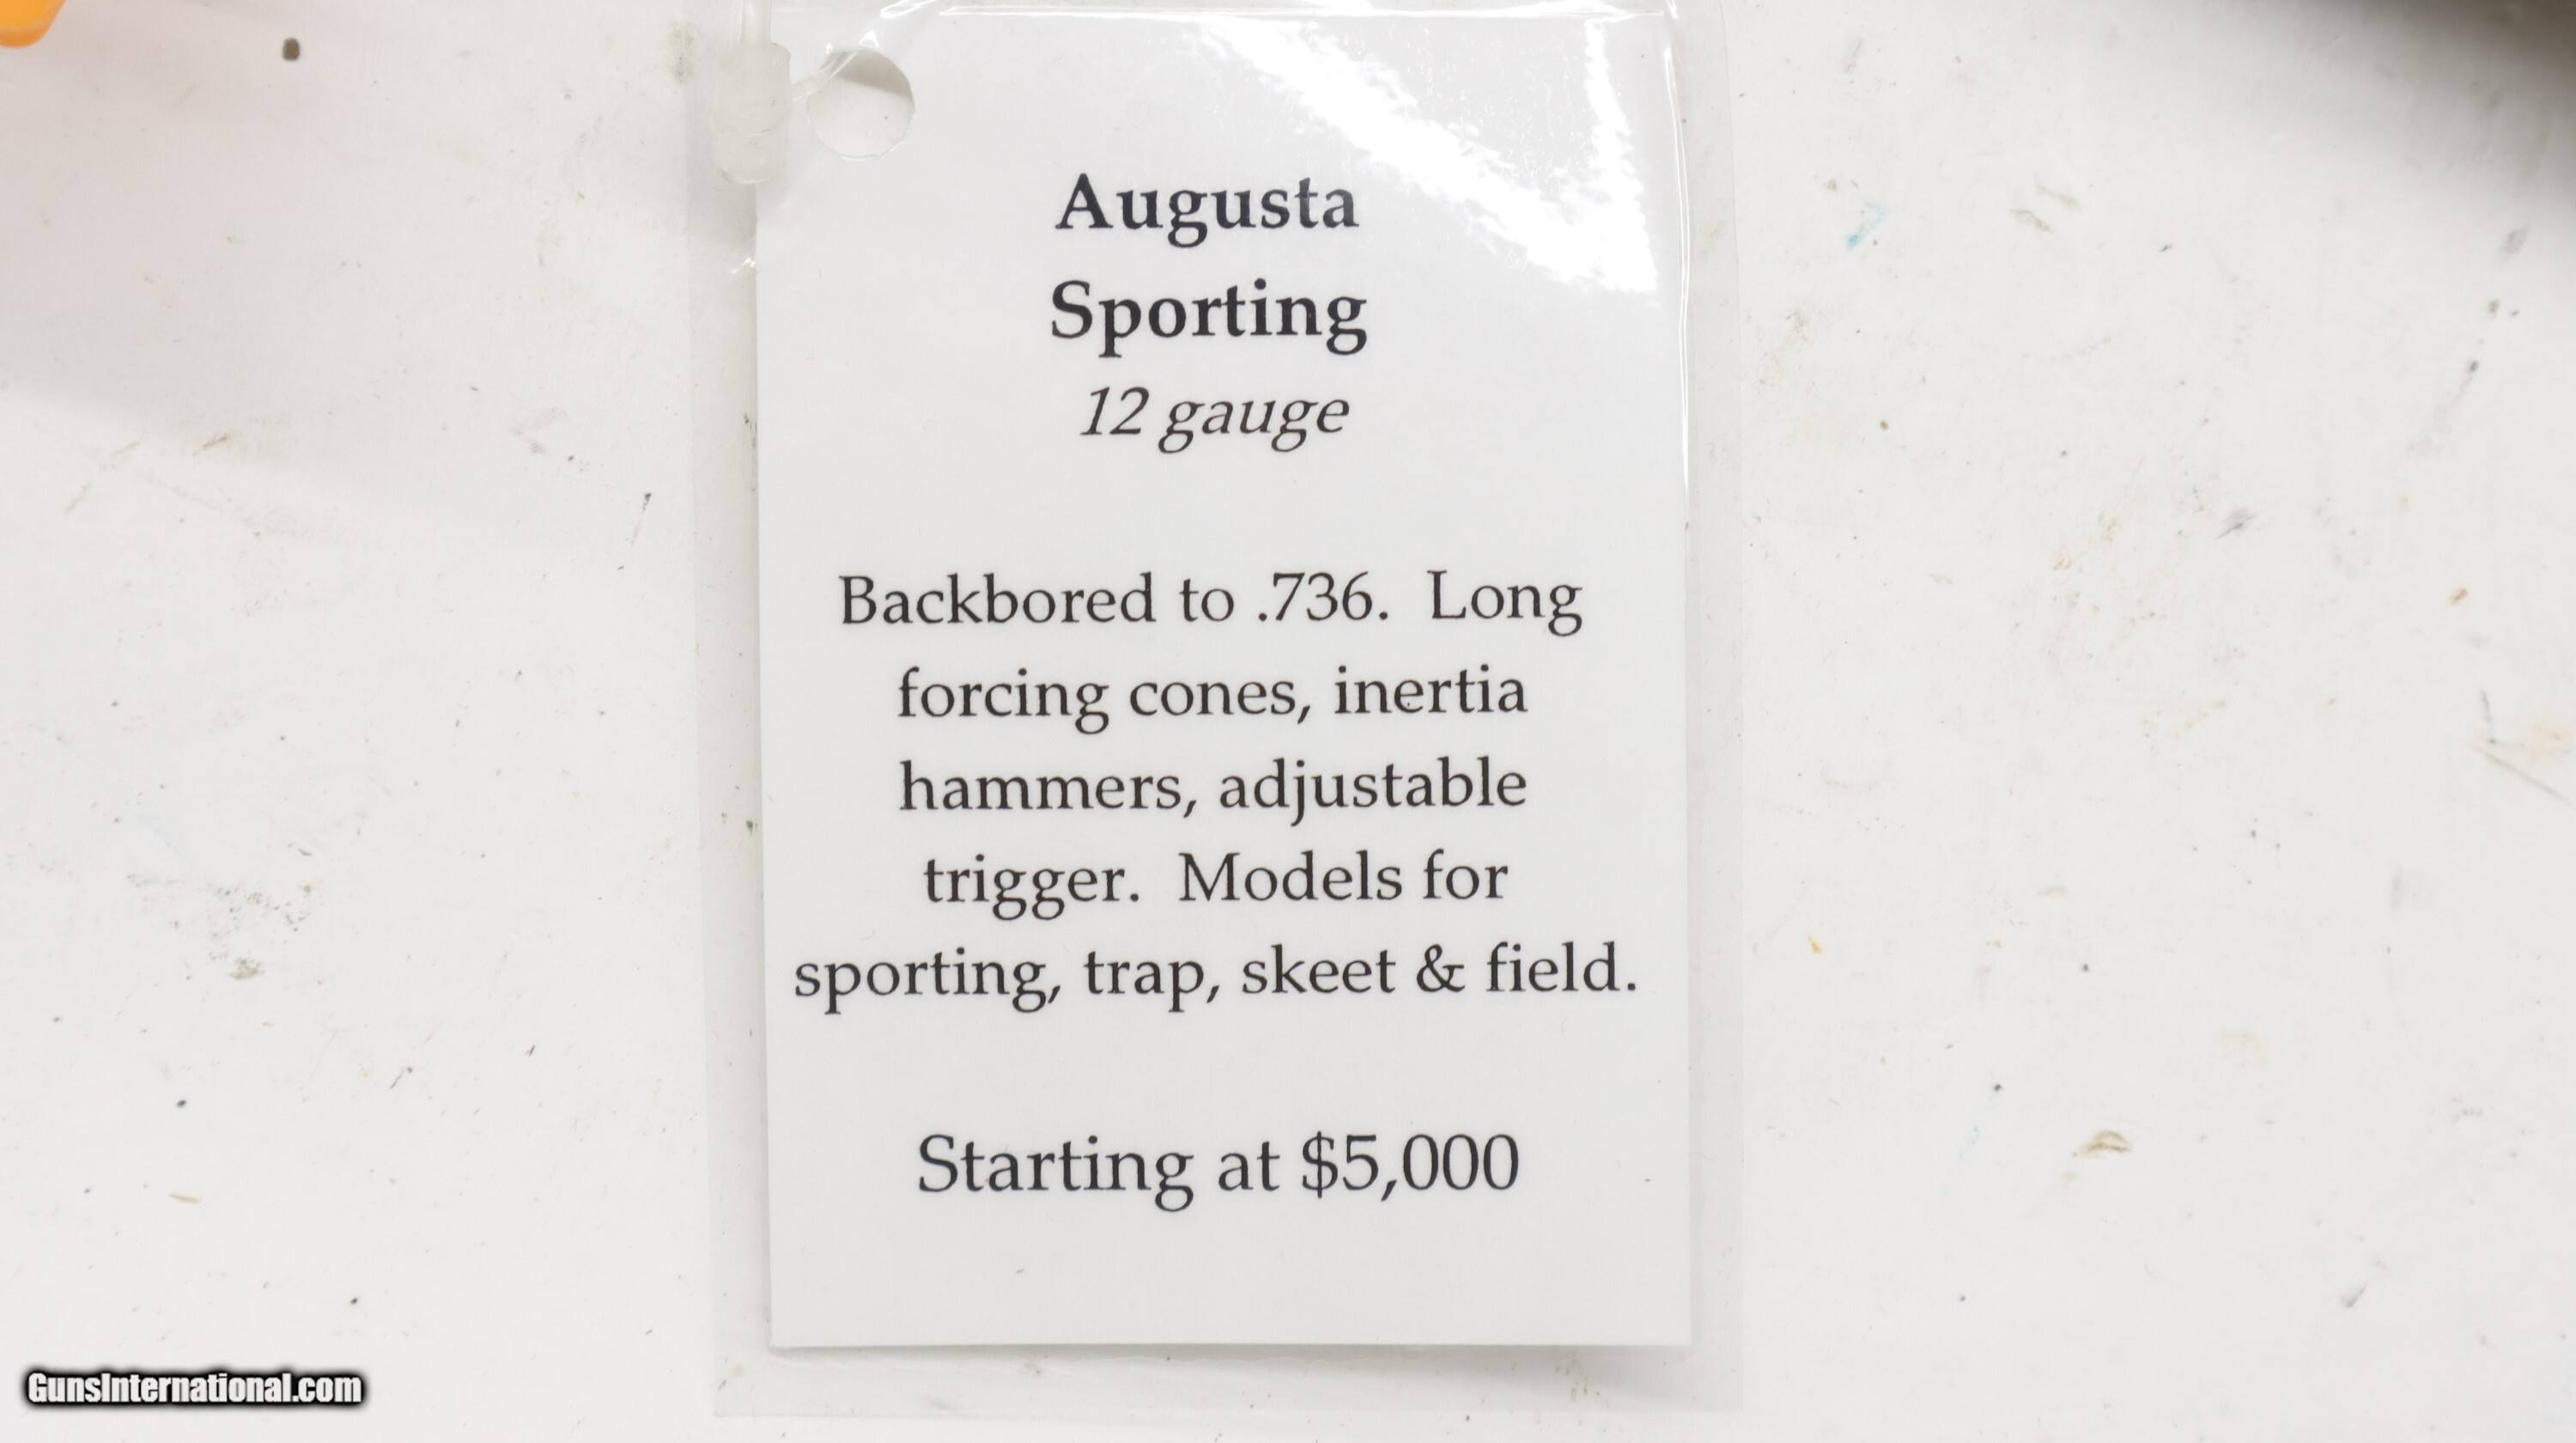 Augusta
Sporting
12 gauge
Backbored to .736.  Long
forcing cones, inertia
hammers, adjustable
trigger.  Models for
sporting, trap, skeet & field.
Starting at $5,000
GunsInternational.com